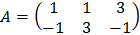 A = ( 1 1 3
-1 3 -1 )